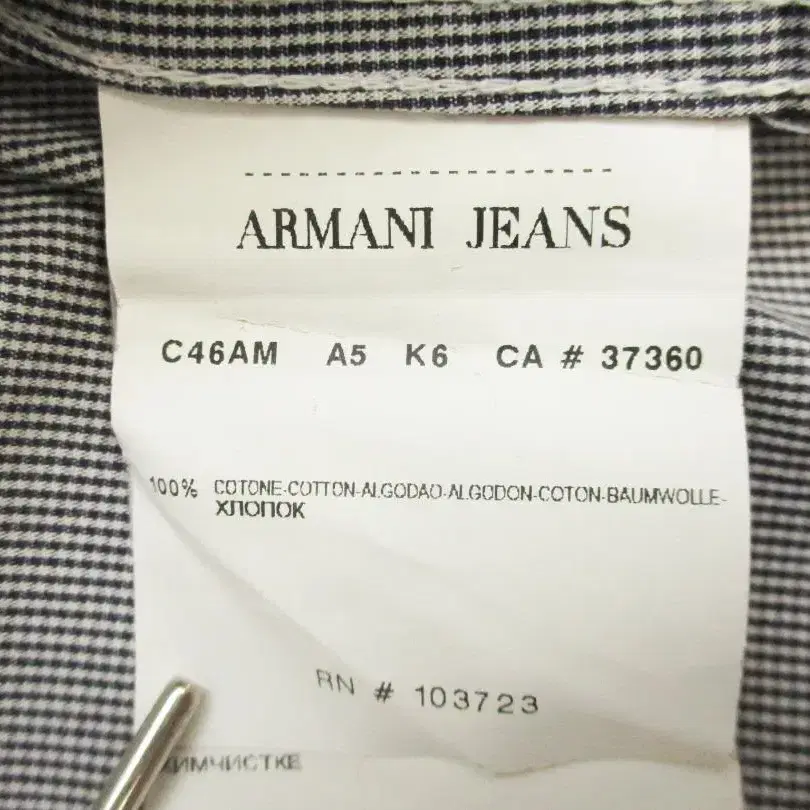 ARMANI JEANS
C46AM A5 K6 CA # 37360
100% COTONE-COTTON-ALGODAO-ALGODON-COTON-BAUMWOLLE-
ХЛОПОК
RN # 103723
ХИМЧИСТКЕ